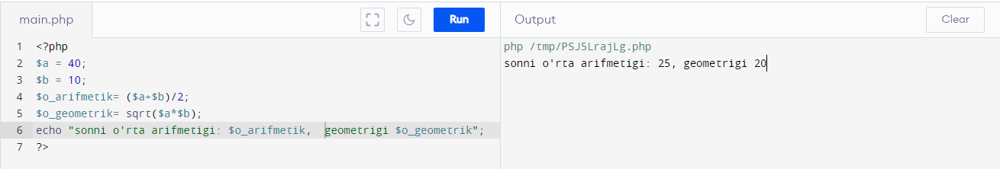 main.php Run Output Clear
1 <?php
2 $a = 40;
3 $b = 10;
4 $o_arifmetik= ($a+$b)/2;
5 $o_geometrik= sqrt($a*$b);
6 echo "sonni o'rta arifmetigi: $o_arifmetik,  geometrigi $o_geometrik";
7 ?>
php /tmp/PSJ5LrajLg.php
sonni o'rta arifmetigi: 25, geometrigi 20